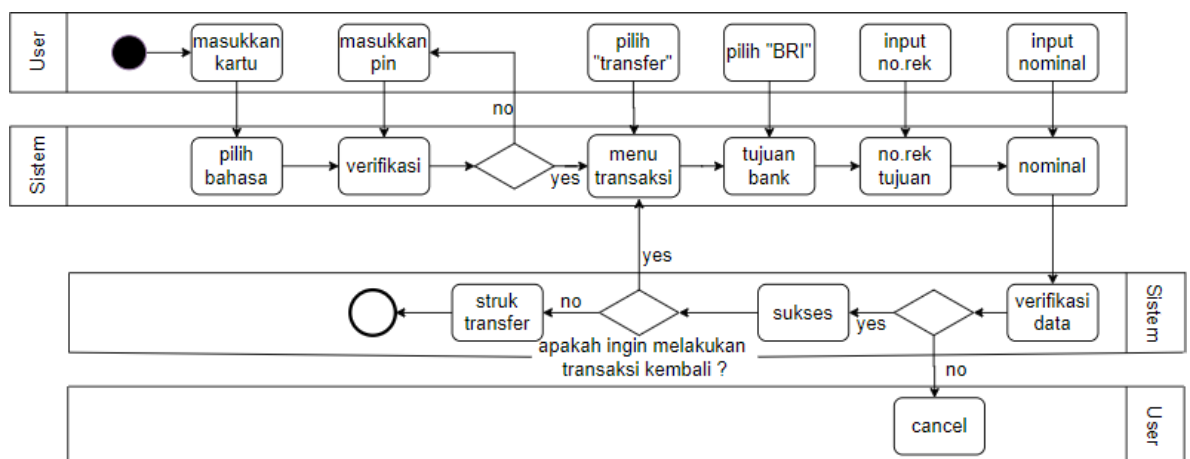 User
masukkan
kartu
masukkan
pin
pilih
"transfer"
pilih "BRI"
input
no.rek
input
nominal
no
Sistem
pilih
bahasa
verifikasi
yes
menu
transaksi
tujuan
bank
no.rek
tujuan
nominal
yes
struk
transfer
no
sukses
yes
verifikasi
data
Sistem
apakah ingin melakukan
transaksi kembali ?
no
cancel
User